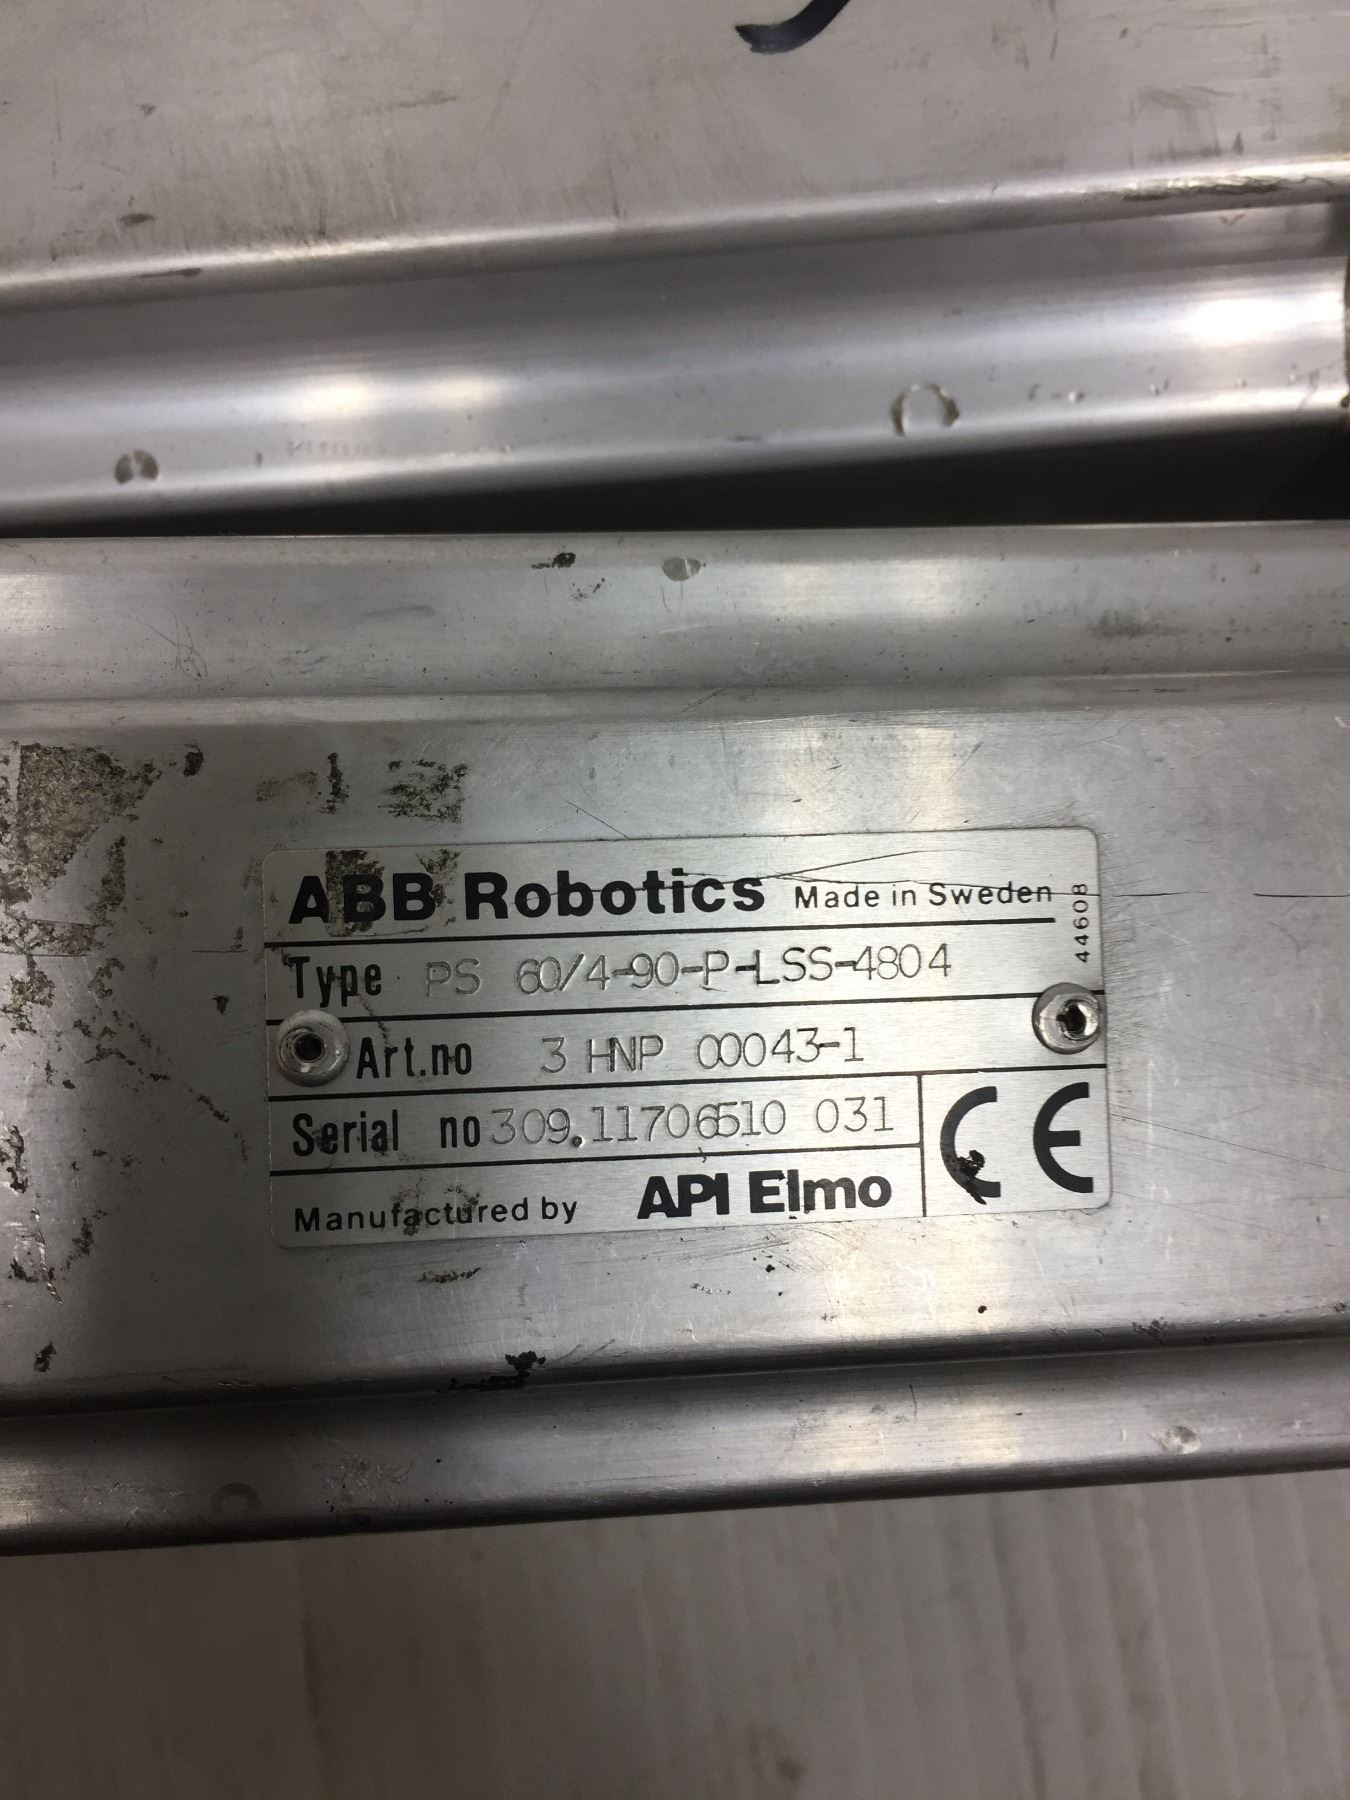 ABB Robotics Made in Sweden
44608
Type PS 60/4-90-P-LSS-4804
Art.no 3 HNP 00043-1
Serial no 309.11706510 031
Manufactured by API Elmo
CE